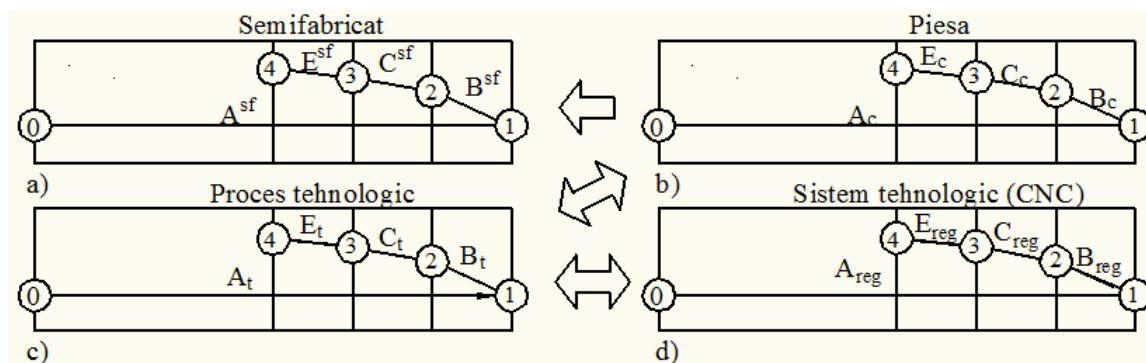 Semifabricat
4 E^sf 3 C^sf 2 B^sf
0 A^sf 1
a)
Piesa
4 E_c 3 C_c 2 B_c
0 A_c 1
b)
Proces tehnologic
4 E_t 3 C_t 2 B_t
0 A_t 1
c)
Sistem tehnologic (CNC)
4 E_reg 3 C_reg 2 B_reg
0 A_reg 1
d)